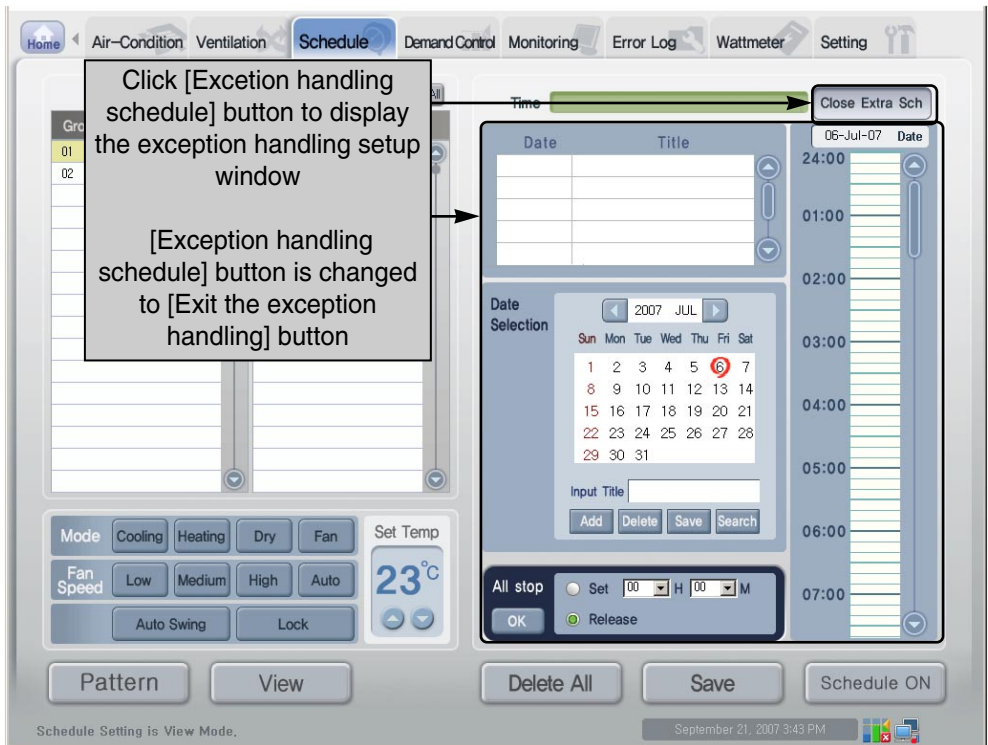 Home Air-Condition Ventilation Schedule Demand Control Monitoring Error Log Wattmeter Setting
Click [Excetion handling
schedule] button to display
the exception handling setup
window
[Exception handling
schedule] button is changed
to [Exit the exception
handling] button
All
Gro
01
02
Time
Close Extra Sch
Date Title
06-Jul-07 Date
24:00
01:00
02:00
03:00
04:00
05:00
06:00
07:00
Date
Selection
2007 JUL
Sun Mon Tue Wed Thu Fri Sat
1 2 3 4 5 6 7
8 9 10 11 12 13 14
15 16 17 18 19 20 21
22 23 24 25 26 27 28
29 30 31
Input Title
Add Delete Save Search
Mode Cooling Heating Dry Fan
Fan
Speed Low Medium High Auto
Auto Swing Lock
Set Temp
23°C
All stop Set 00 H 00 M
OK Release
Pattern View Delete All Save Schedule ON
Schedule Setting is View Mode.
September 21, 2007 3:43 PM